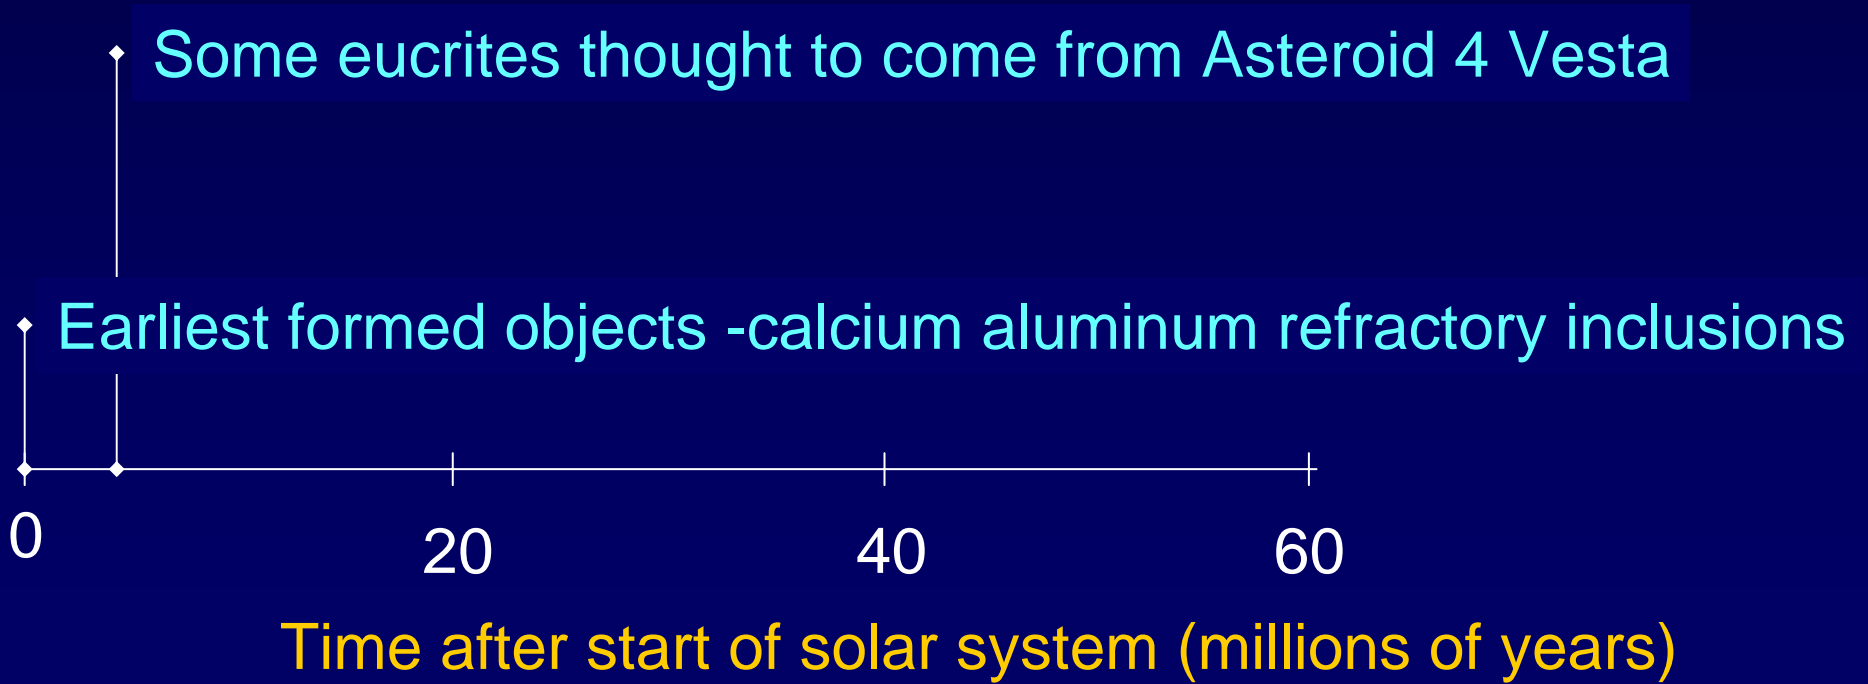 Some eucrites thought to come from Asteroid 4 Vesta
Earliest formed objects -calcium aluminum refractory inclusions
0 20 40 60
Time after start of solar system (millions of years)